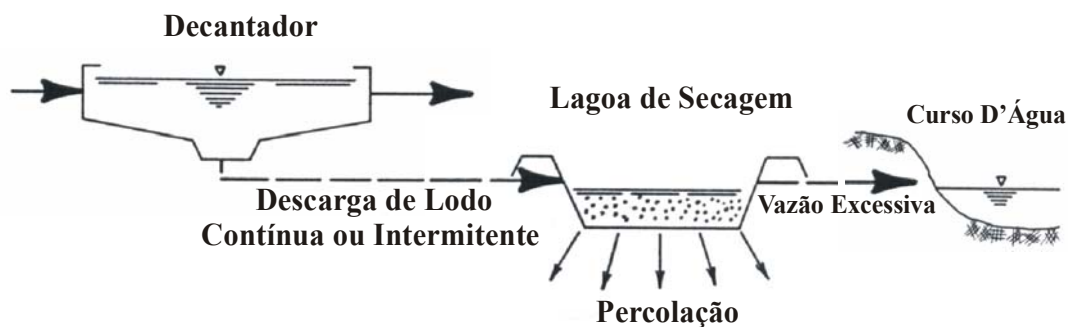 Decantador
Lagoa de Secagem
Curso D'Água
Descarga de Lodo
Contínua ou Intermitente
Vazão Excessiva
Percolação